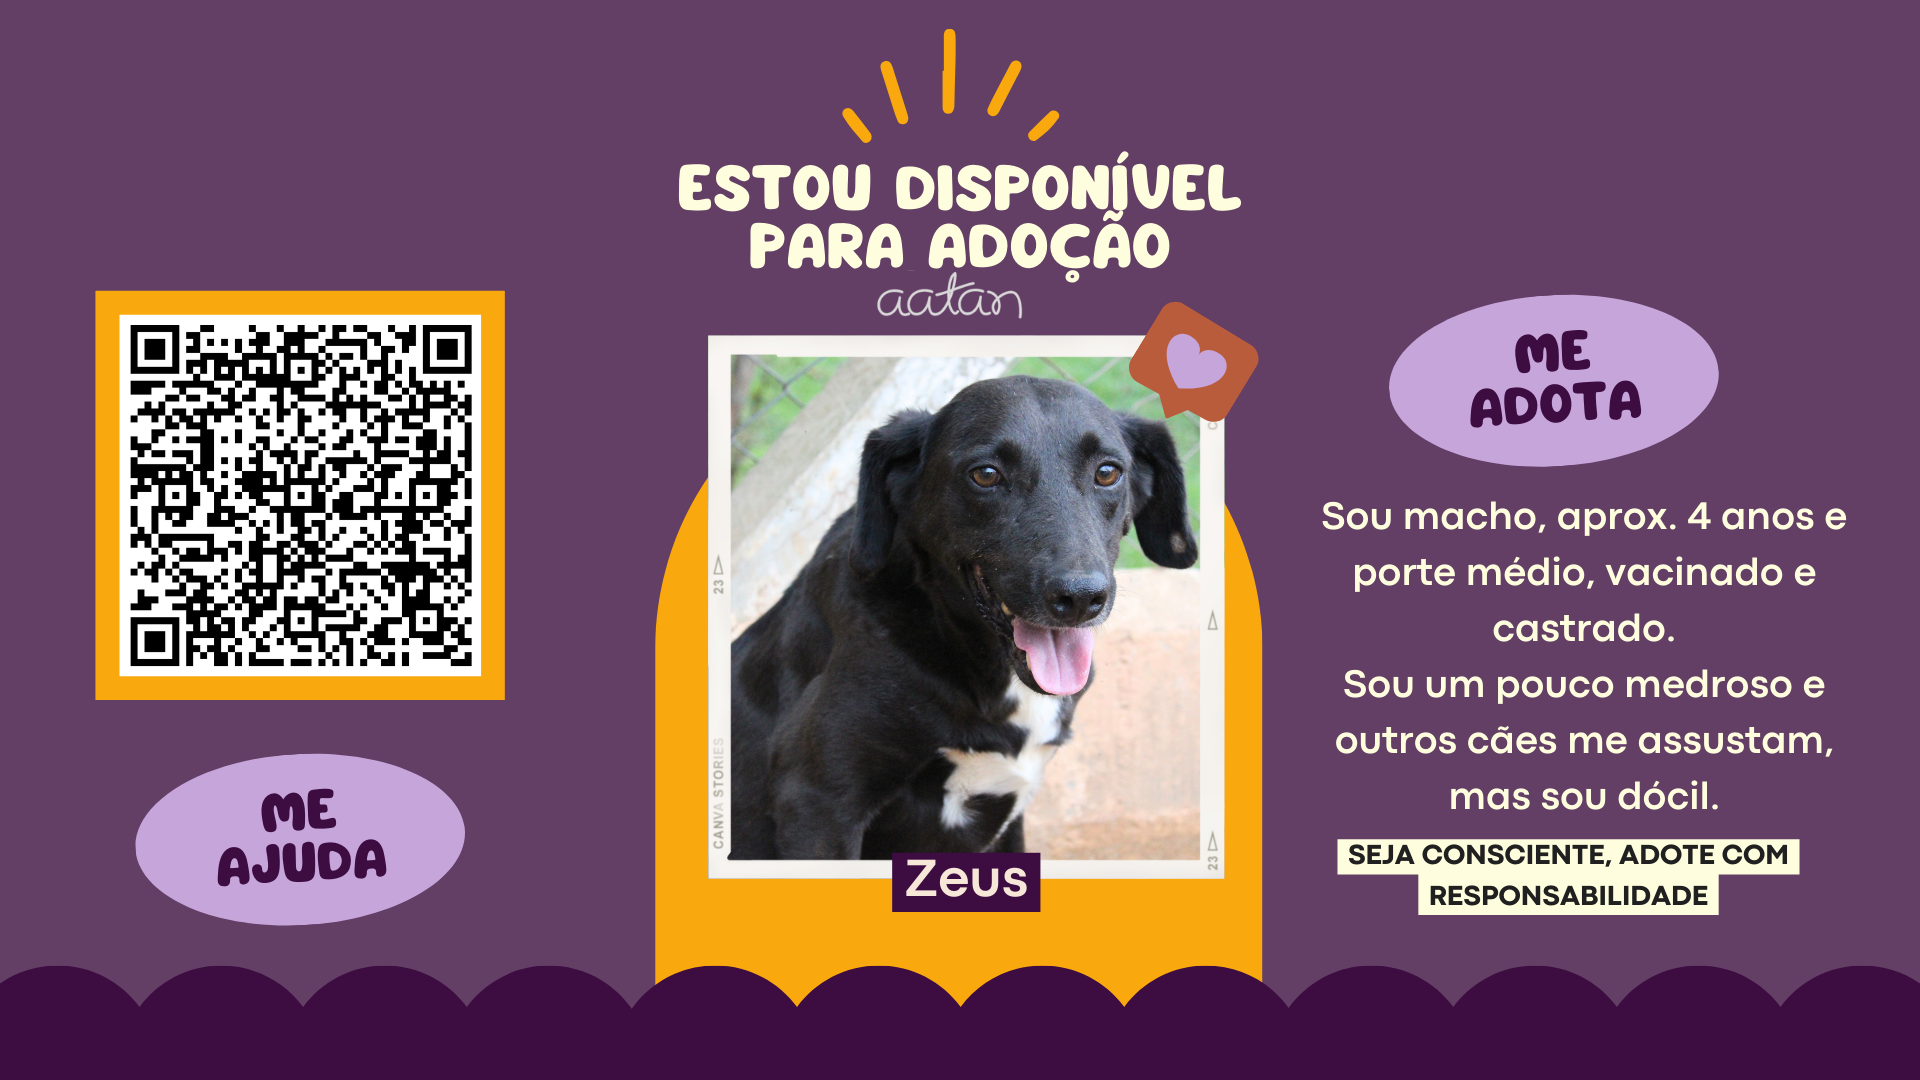 ESTOU DISPONÍVEL
PARA ADOÇÃO
aatan
ME
ADOTA
Sou macho, aprox. 4 anos e
porte médio, vacinado e
castrado.
Sou um pouco medroso e
outros cães me assustam,
mas sou dócil.
SEJA CONSCIENTE, ADOTE COM
RESPONSABILIDADE
23
CANVA STORIES
23
Zeus
ME
AJUDA